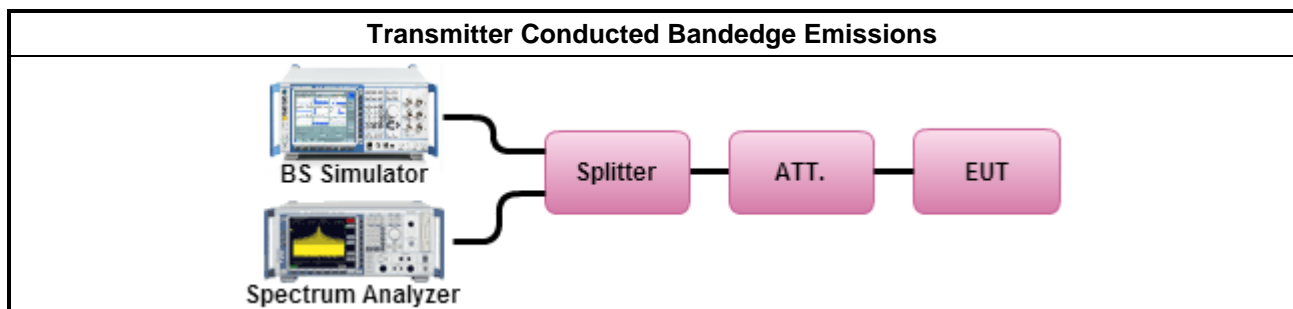 Transmitter Conducted Bandedge Emissions
BS Simulator
Splitter
ATT.
EUT
Spectrum Analyzer